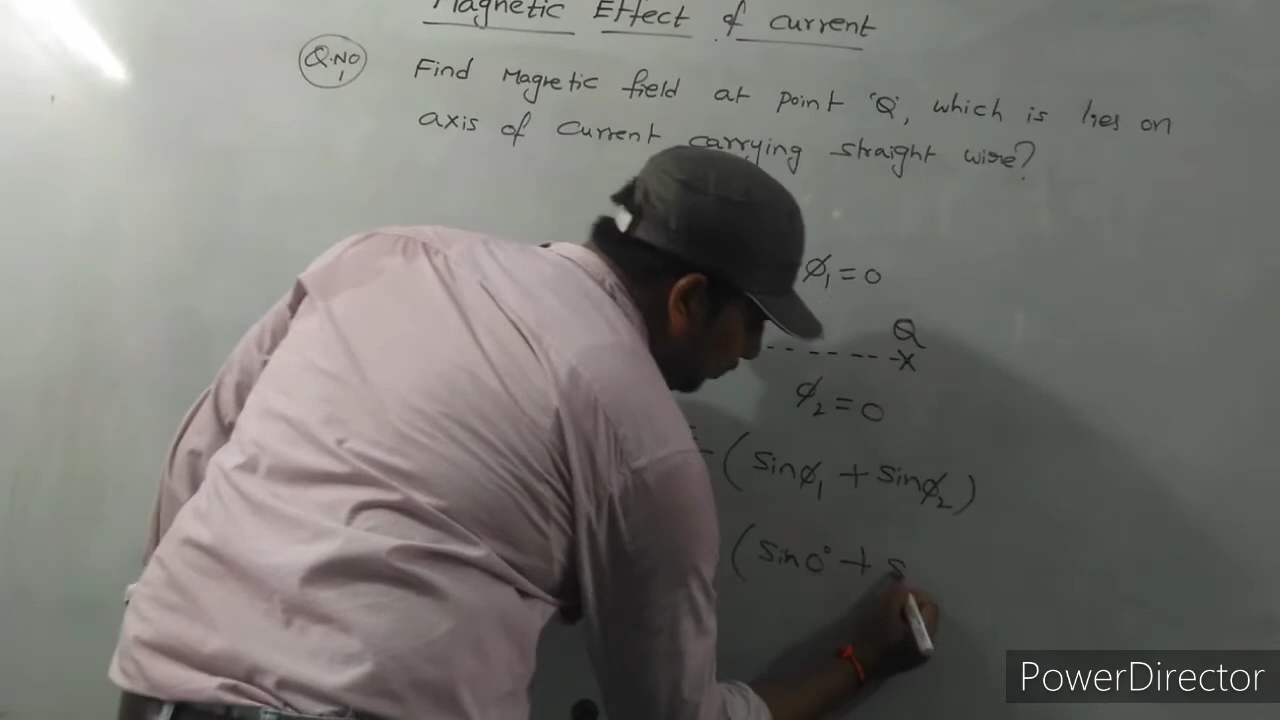 Magnetic Effect of current
Q.No 1
Find Magnetic field at point 'Q', which is lies on
axis of current carrying straight wire?
ϕ₁ = 0
Q
x
ϕ₂ = 0
(sinϕ₁ + sinϕ₂)
(sin0° + s
PowerDirector